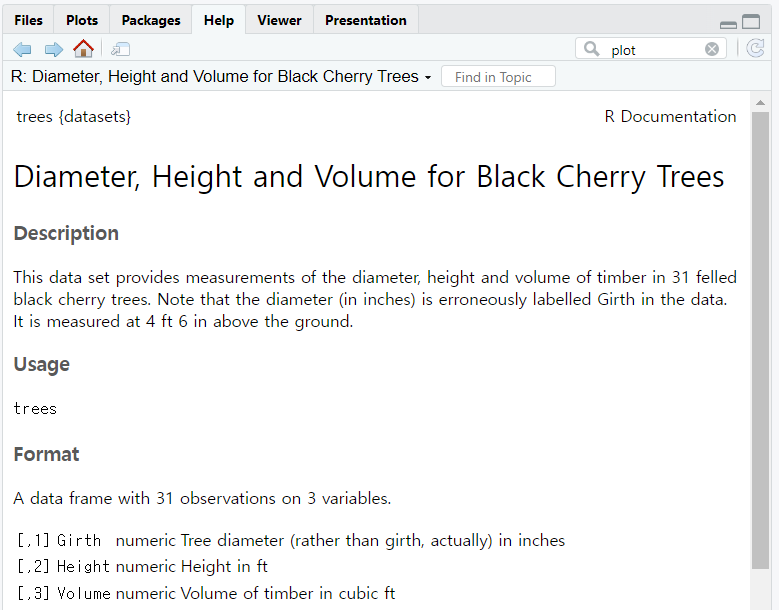 Files Plots Packages Help Viewer Presentation
plot
R: Diameter, Height and Volume for Black Cherry Trees Find in Topic
trees {datasets} R Documentation
Diameter, Height and Volume for Black Cherry Trees
Description
This data set provides measurements of the diameter, height and volume of timber in 31 felled
black cherry trees. Note that the diameter (in inches) is erroneously labelled Girth in the data.
It is measured at 4 ft 6 in above the ground.
Usage
trees
Format
A data frame with 31 observations on 3 variables.
[,1] Girth numeric Tree diameter (rather than girth, actually) in inches
[,2] Height numeric Height in ft
[,3] Volume numeric Volume of timber in cubic ft